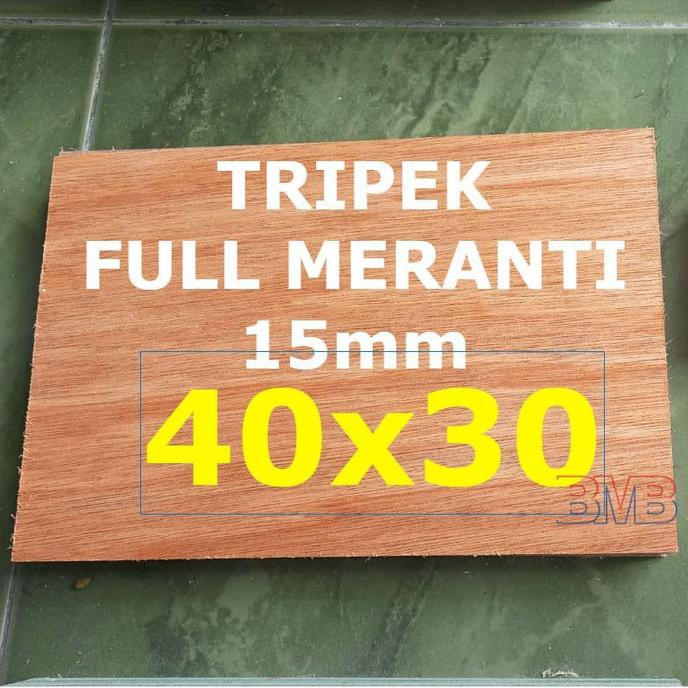 TRIPEK
FULL MERANTI
15mm
40x30
BMB